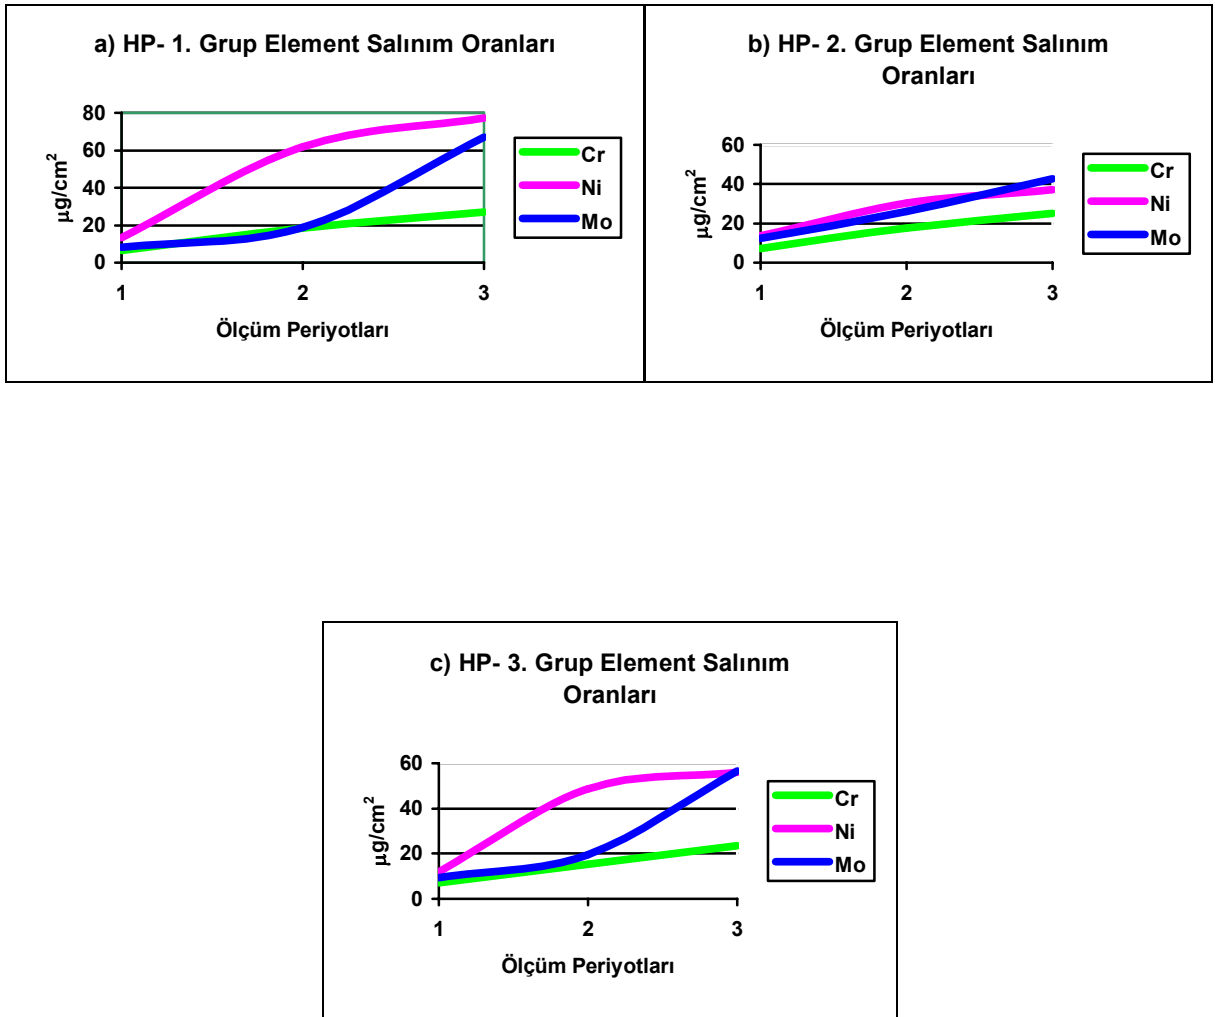 a) HP- 1. Grup Element Salınım Oranları
80
60
40
20
0
µg/cm²
1 2 3
Ölçüm Periyotları
Cr
Ni
Mo
b) HP- 2. Grup Element Salınım
Oranları
60
40
20
0
µg/cm²
1 2 3
Ölçüm Periyotları
Cr
Ni
Mo
c) HP- 3. Grup Element Salınım
Oranları
60
40
20
0
µg/cm²
1 2 3
Ölçüm Periyotları
Cr
Ni
Mo